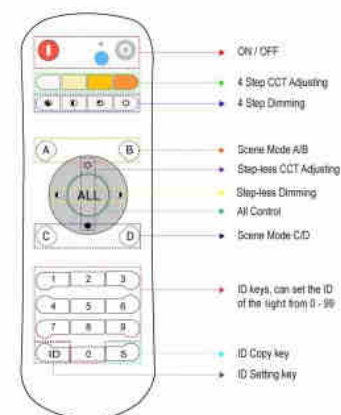 ON / OFF
4 Step CCT Adjusting
4 Step Dimming
A
B
Scene Mode A/B
Step-less CCT Adjusting
ALL
Step-less Dimming
All Control
C
D
Scene Mode C/D
1 2 3
4 5 6
7 8 9
ID 0 S
ID keys, can set the ID
of the light from 0 - 99
ID Copy key
ID Setting key